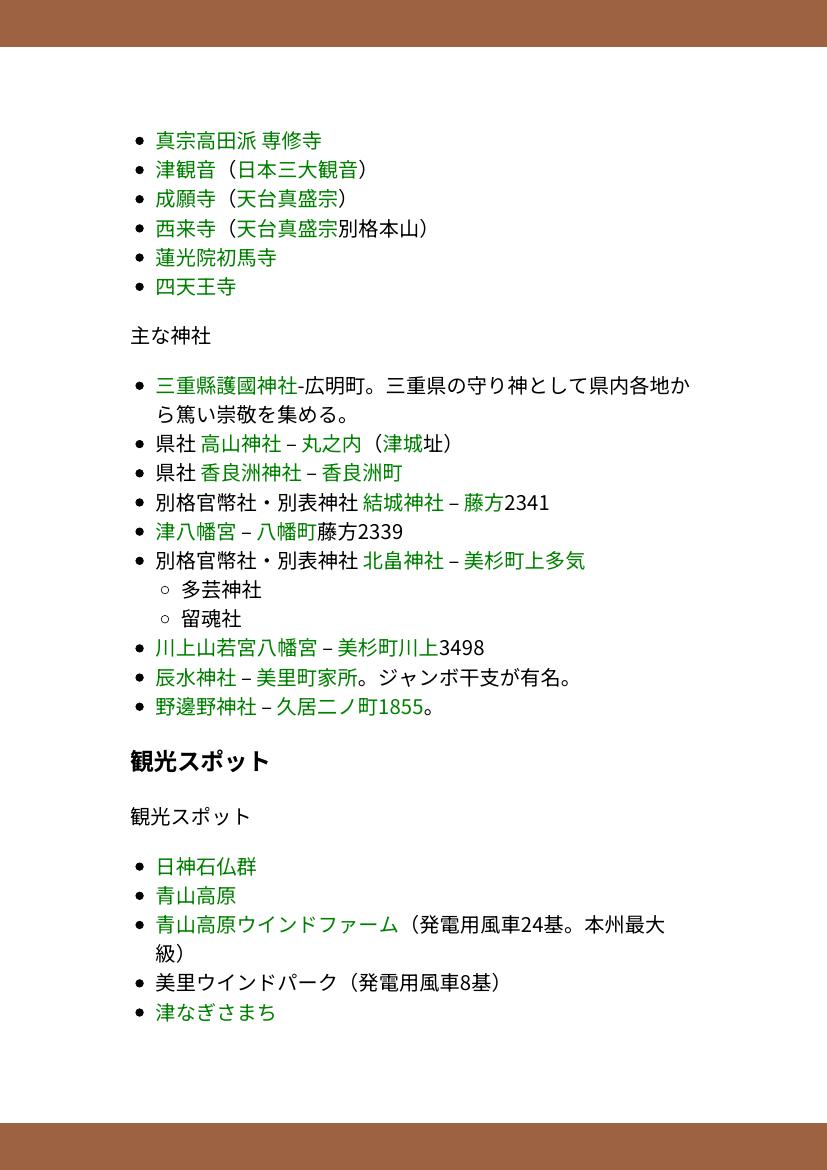 真宗高田派 専修寺
津観音（日本三大観音）
成願寺（天台真盛宗）
西来寺（天台真盛宗別格本山）
蓮光院初馬寺
四天王寺
主な神社
三重縣護國神社-広明町。三重県の守り神として県内各地か
ら篤い崇敬を集める。
県社 高山神社 – 丸之内（津城址）
県社 香良洲神社 – 香良洲町
別格官幣社・別表神社 結城神社 – 藤方2341
津八幡宮 – 八幡町藤方2339
別格官幣社・別表神社 北畠神社 – 美杉町上多気
多芸神社
留魂社
川上山若宮八幡宮 – 美杉町川上3498
辰水神社 – 美里町家所。ジャンボ干支が有名。
野邊野神社 – 久居二ノ町1855。
観光スポット
観光スポット
日神石仏群
青山高原
青山高原ウインドファーム（発電用風車24基。本州最大
級）
美里ウインドパーク（発電用風車8基）
津なぎさまち